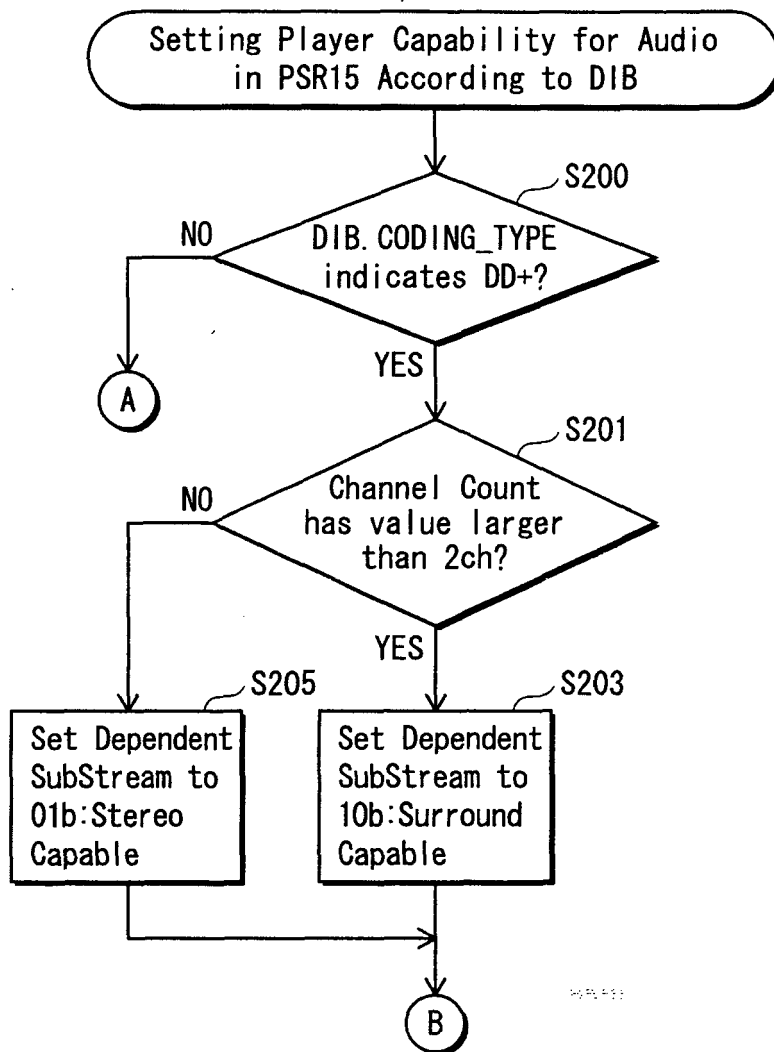 Setting Player Capability for Audio
in PSR15 According to DIB
S200
NO
DIB. CODING_TYPE
indicates DD+?
YES
A
S201
NO
Channel Count
has value larger
than 2ch?
YES
S205
Set Dependent
SubStream to
01b:Stereo
Capable
S203
Set Dependent
SubStream to
10b:Surround
Capable
B